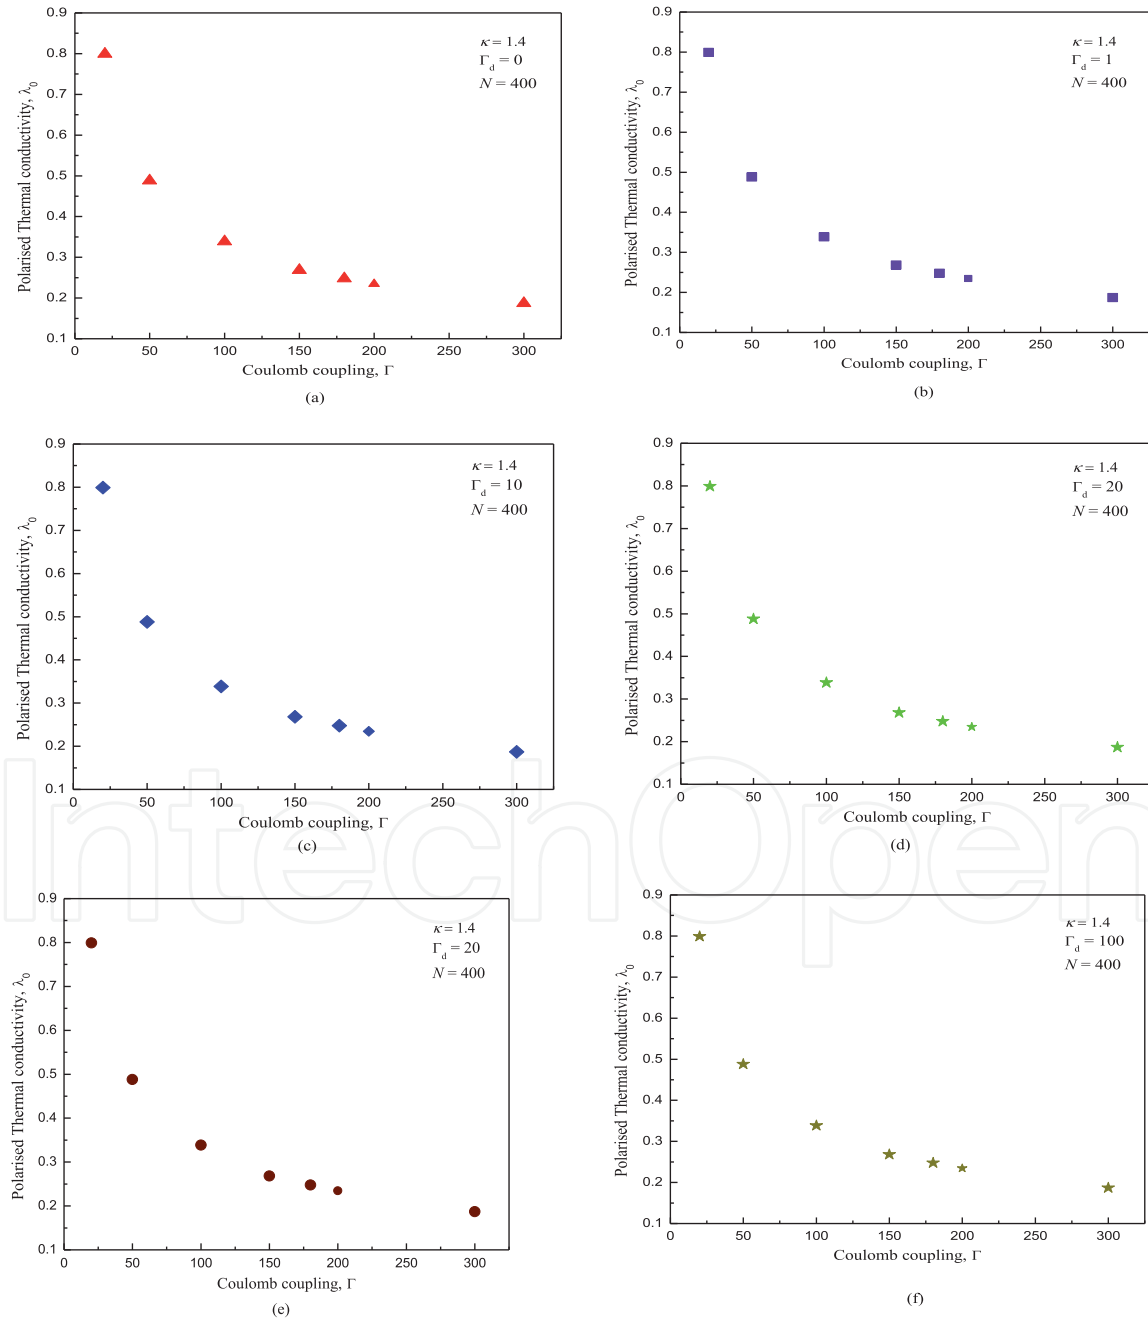 0.9
0.8
0.7
0.6
0.5
0.4
0.3
0.2
0.1
0
50
100
150
200
250
300
Polarised Thermal conductivity, λ₀
Coulomb coupling, Γ
κ = 1.4
Γd = 0
N = 400
(a)
0.9
0.8
0.7
0.6
0.5
0.4
0.3
0.2
0.1
0
50
100
150
200
250
300
Polarised Thermal conductivity, λ₀
Coulomb coupling, Γ
κ = 1.4
Γd = 1
N = 400
(b)
0.9
0.8
0.7
0.6
0.5
0.4
0.3
0.2
0.1
0
50
100
150
200
250
300
Polarised Thermal conductivity, λ₀
Coulomb coupling, Γ
κ = 1.4
Γd = 10
N = 400
(c)
0.9
0.8
0.7
0.6
0.5
0.4
0.3
0.2
0.1
0
50
100
150
200
250
300
Polarised Thermal conductivity, λ₀
Coulomb coupling, Γ
κ = 1.4
Γd = 20
N = 400
(d)
0.9
0.8
0.7
0.6
0.5
0.4
0.3
0.2
0.1
0
50
100
150
200
250
300
Polarised Thermal conductivity, λ₀
Coulomb coupling, Γ
κ = 1.4
Γd = 20
N = 400
(e)
0.9
0.8
0.7
0.6
0.5
0.4
0.3
0.2
0.1
0
50
100
150
200
250
300
Polarised Thermal conductivity, λ₀
Coulomb coupling, Γ
κ = 1.4
Γd = 100
N = 400
(f)
IntechOpen